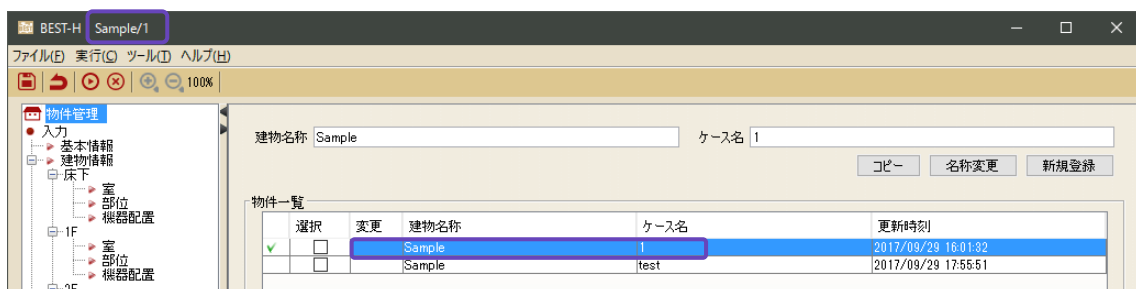 BEST-H Sample/1
ファイル(F) 実行(C) ツール(T) ヘルプ(H)
100%
物件管理
入力
基本情報
建物情報
床下
室
部位
機器配置
1F
室
部位
機器配置
2F
建物名称 Sample ケース名 1
コピー 名称変更 新規登録
物件一覧
選択 変更 建物名称 ケース名 更新時刻
Sample 1 2017/09/29 16:01:32
Sample test 2017/09/29 17:55:51